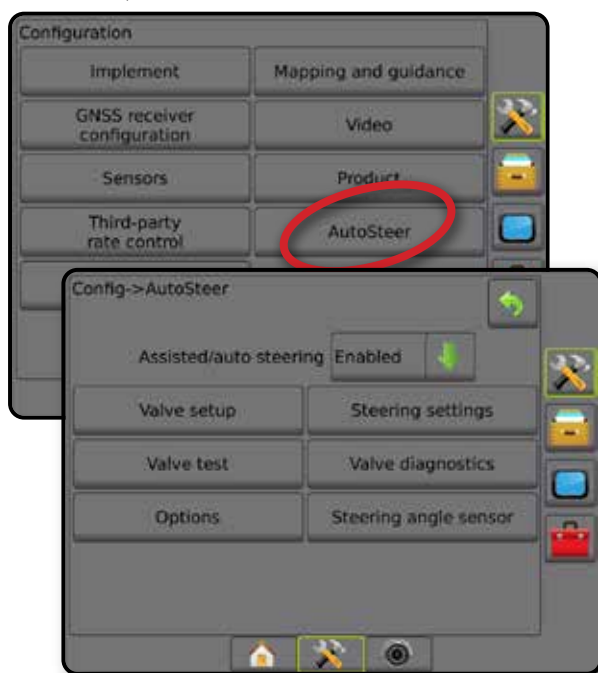 Configuration
Implement
Mapping and guidance
GNSS receiver
configuration
Video
Sensors
Product
Third-party
rate control
AutoSteer
Config->AutoSteer
Assisted/auto steering Enabled
Valve setup
Steering settings
Valve test
Valve diagnostics
Options
Steering angle sensor